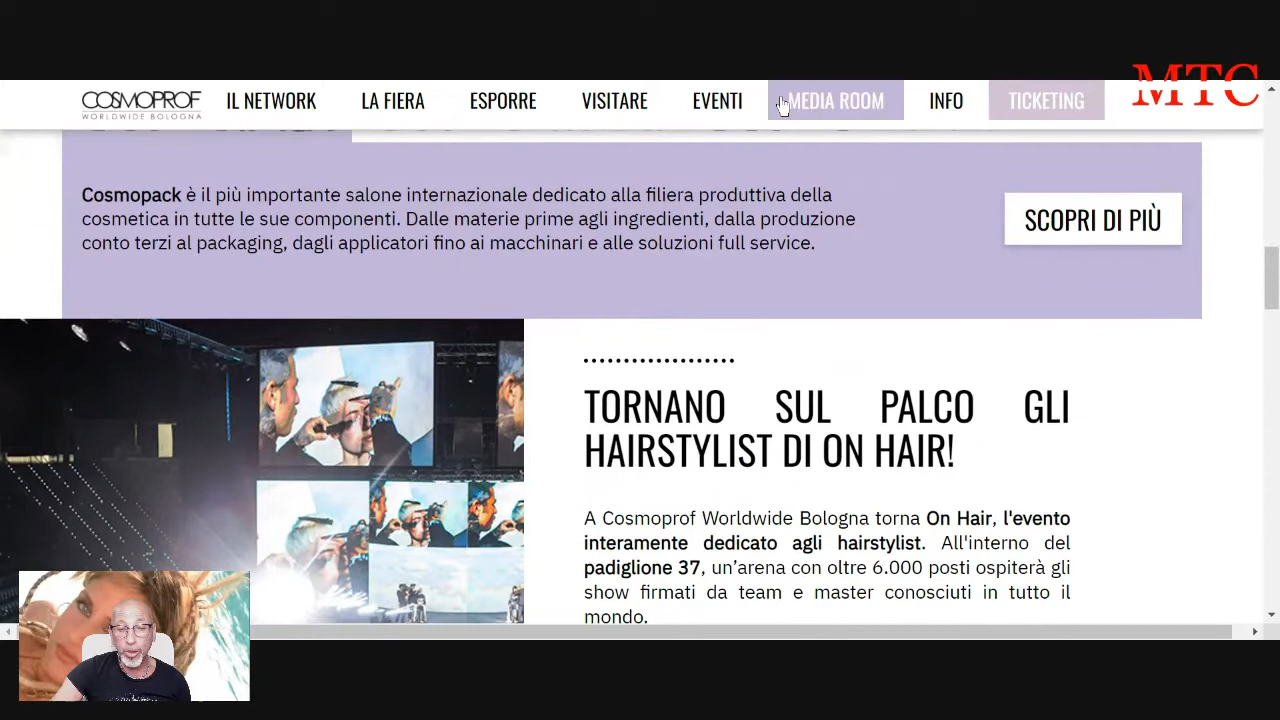 MTC
COSMOPROF
WORLDWIDE BOLOGNA
IL NETWORK
LA FIERA
ESPORRE
VISITARE
EVENTI
MEDIA ROOM
INFO
TICKETING
Cosmopack è il più importante salone internazionale dedicato alla filiera produttiva della
cosmetica in tutte le sue componenti. Dalle materie prime agli ingredienti, dalla produzione
conto terzi al packaging, dagli applicatori fino ai macchinari e alle soluzioni full service.
SCOPRI DI PIÙ
TORNANO SUL PALCO GLI
HAIRSTYLIST DI ON HAIR!
A Cosmoprof Worldwide Bologna torna On Hair, l'evento
interamente dedicato agli hairstylist. All'interno del
padiglione 37, un’arena con oltre 6.000 posti ospiterà gli
show firmati da team e master conosciuti in tutto il
mondo.